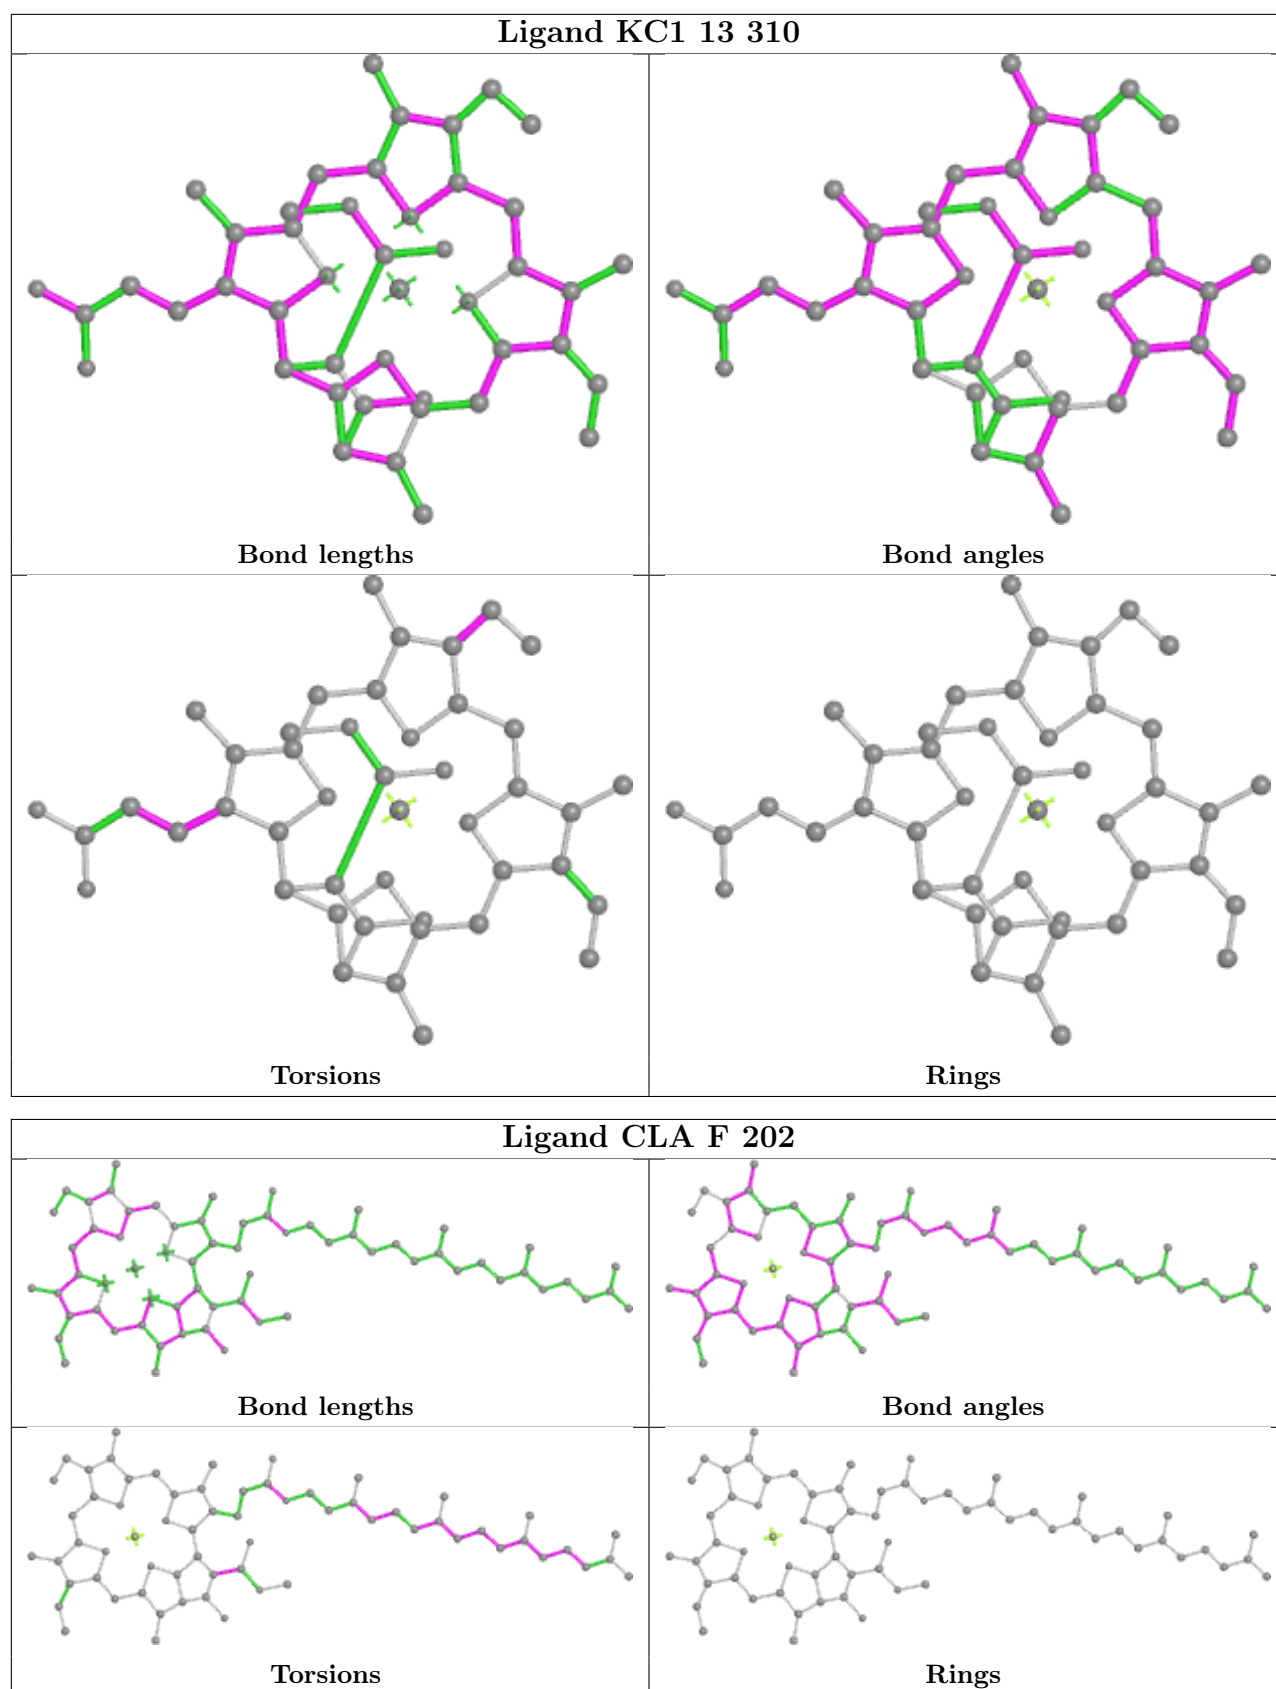 Ligand KC1 13 310
Bond lengths
Bond angles
Torsions
Rings
Ligand CLA F 202
Bond lengths
Bond angles
Torsions
Rings